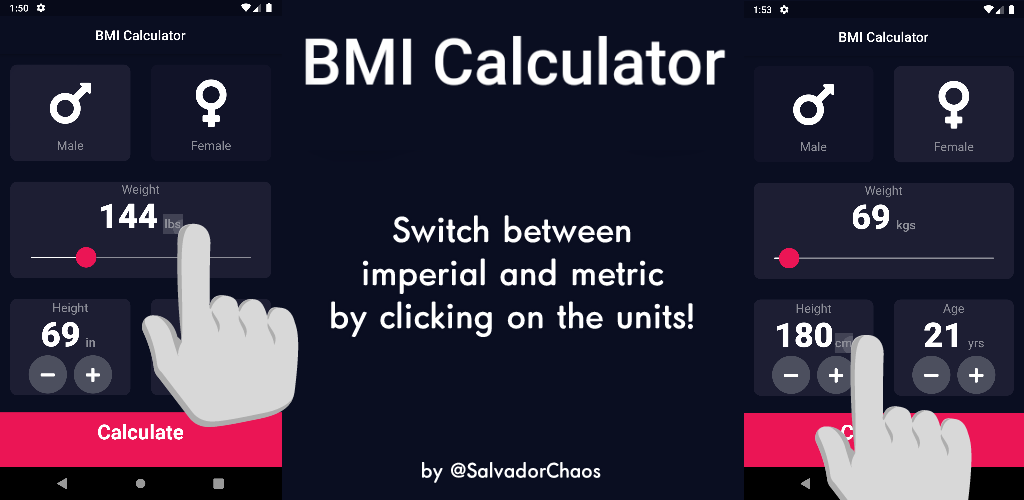 1:50
BMI Calculator
Male
Female
Weight
144 lbs
Height
69 in
Calculate
BMI Calculator
Switch between
imperial and metric
by clicking on the units!
by @SalvadorChaos
1:53
BMI Calculator
Male
Female
Weight
69 kgs
Height
Age
180 cm
21 yrs